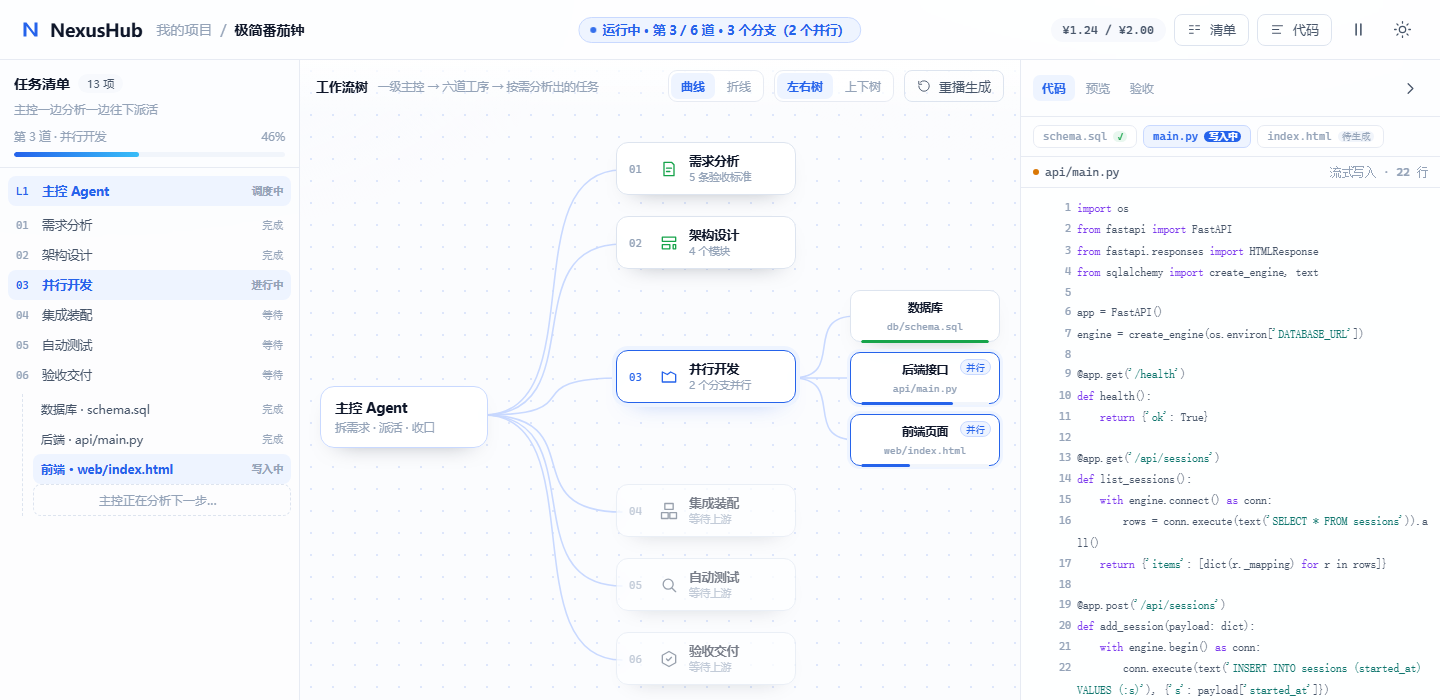 NexusHub 我的项目 / 极简番茄钟
运行中 • 第 3 / 6 道 • 3 个分支（2 个并行）
¥1.24 / ¥2.00
清单
代码
任务清单 13 项
主控一边分析一边往下派活
第 3 道 · 并行开发 46%
L1 主控 Agent 调度中
01 需求分析 完成
02 架构设计 完成
03 并行开发 进行中
04 集成装配 等待
05 自动测试 等待
06 验收交付 等待
数据库 · schema.sql 完成
后端 · api/main.py 完成
前端 • web/index.html 写入中
主控正在分析下一步…
工作流树 一级主控 → 六道工序 → 按需分析出的任务
曲线 折线
左右树 上下树
重播生成
主控 Agent
拆需求 · 派活 · 收口
01 需求分析
5 条验收标准
02 架构设计
4 个模块
03 并行开发
2 个分支并行
04 集成装配
等待上游
05 自动测试
等待上游
06 验收交付
等待上游
数据库
db/schema.sql
后端接口 并行
api/main.py
前端页面 并行
web/index.html
代码 预览 验收
schema.sql ✓ main.py 写入中 index.html 待生成
api/main.py 流式写入 · 22 行
1 import os
2 from fastapi import FastAPI
3 from fastapi.responses import HTMLResponse
4 from sqlalchemy import create_engine, text
5
6 app = FastAPI()
7 engine = create_engine(os.environ['DATABASE_URL'])
8
9 @app.get('/health')
10 def health():
11 return {'ok': True}
12
13 @app.get('/api/sessions')
14 def list_sessions():
15 with engine.connect() as conn:
16 rows = conn.execute(text('SELECT * FROM sessions')).a
ll()
17 return {'items': [dict(r._mapping) for r in rows]}
18
19 @app.post('/api/sessions')
20 def add_session(payload: dict):
21 with engine.begin() as conn:
22 conn.execute(text('INSERT INTO sessions (started_at)
VALUES (:s)'), {'s': payload['started_at']})